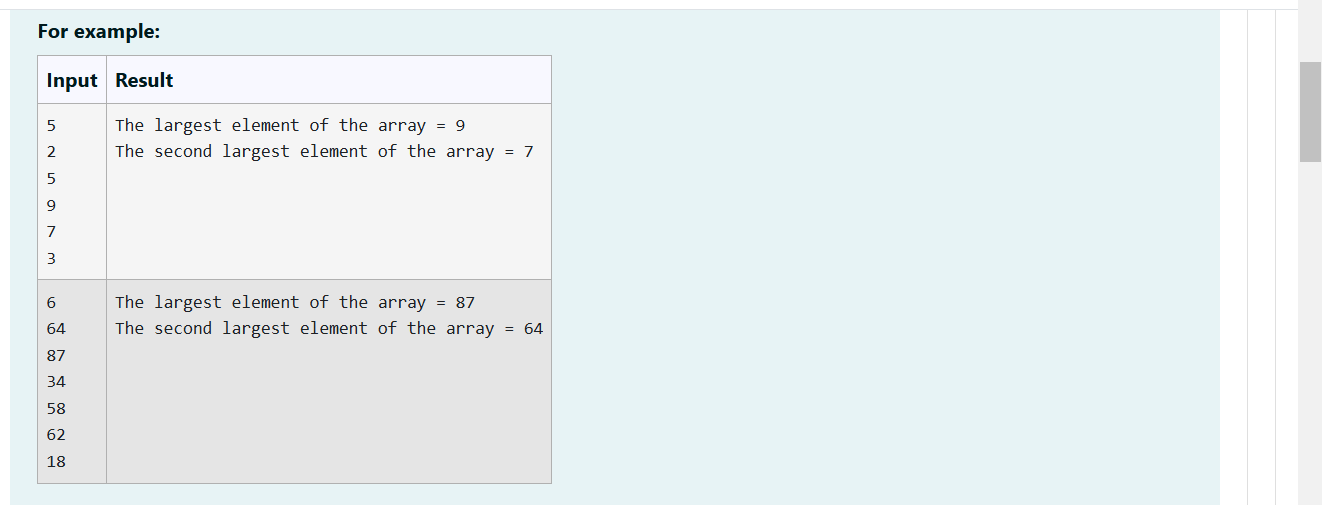 For example:
Input Result
5 The largest element of the array = 9
2 The second largest element of the array = 7
5
9
7
3
6 The largest element of the array = 87
64 The second largest element of the array = 64
87
34
58
62
18